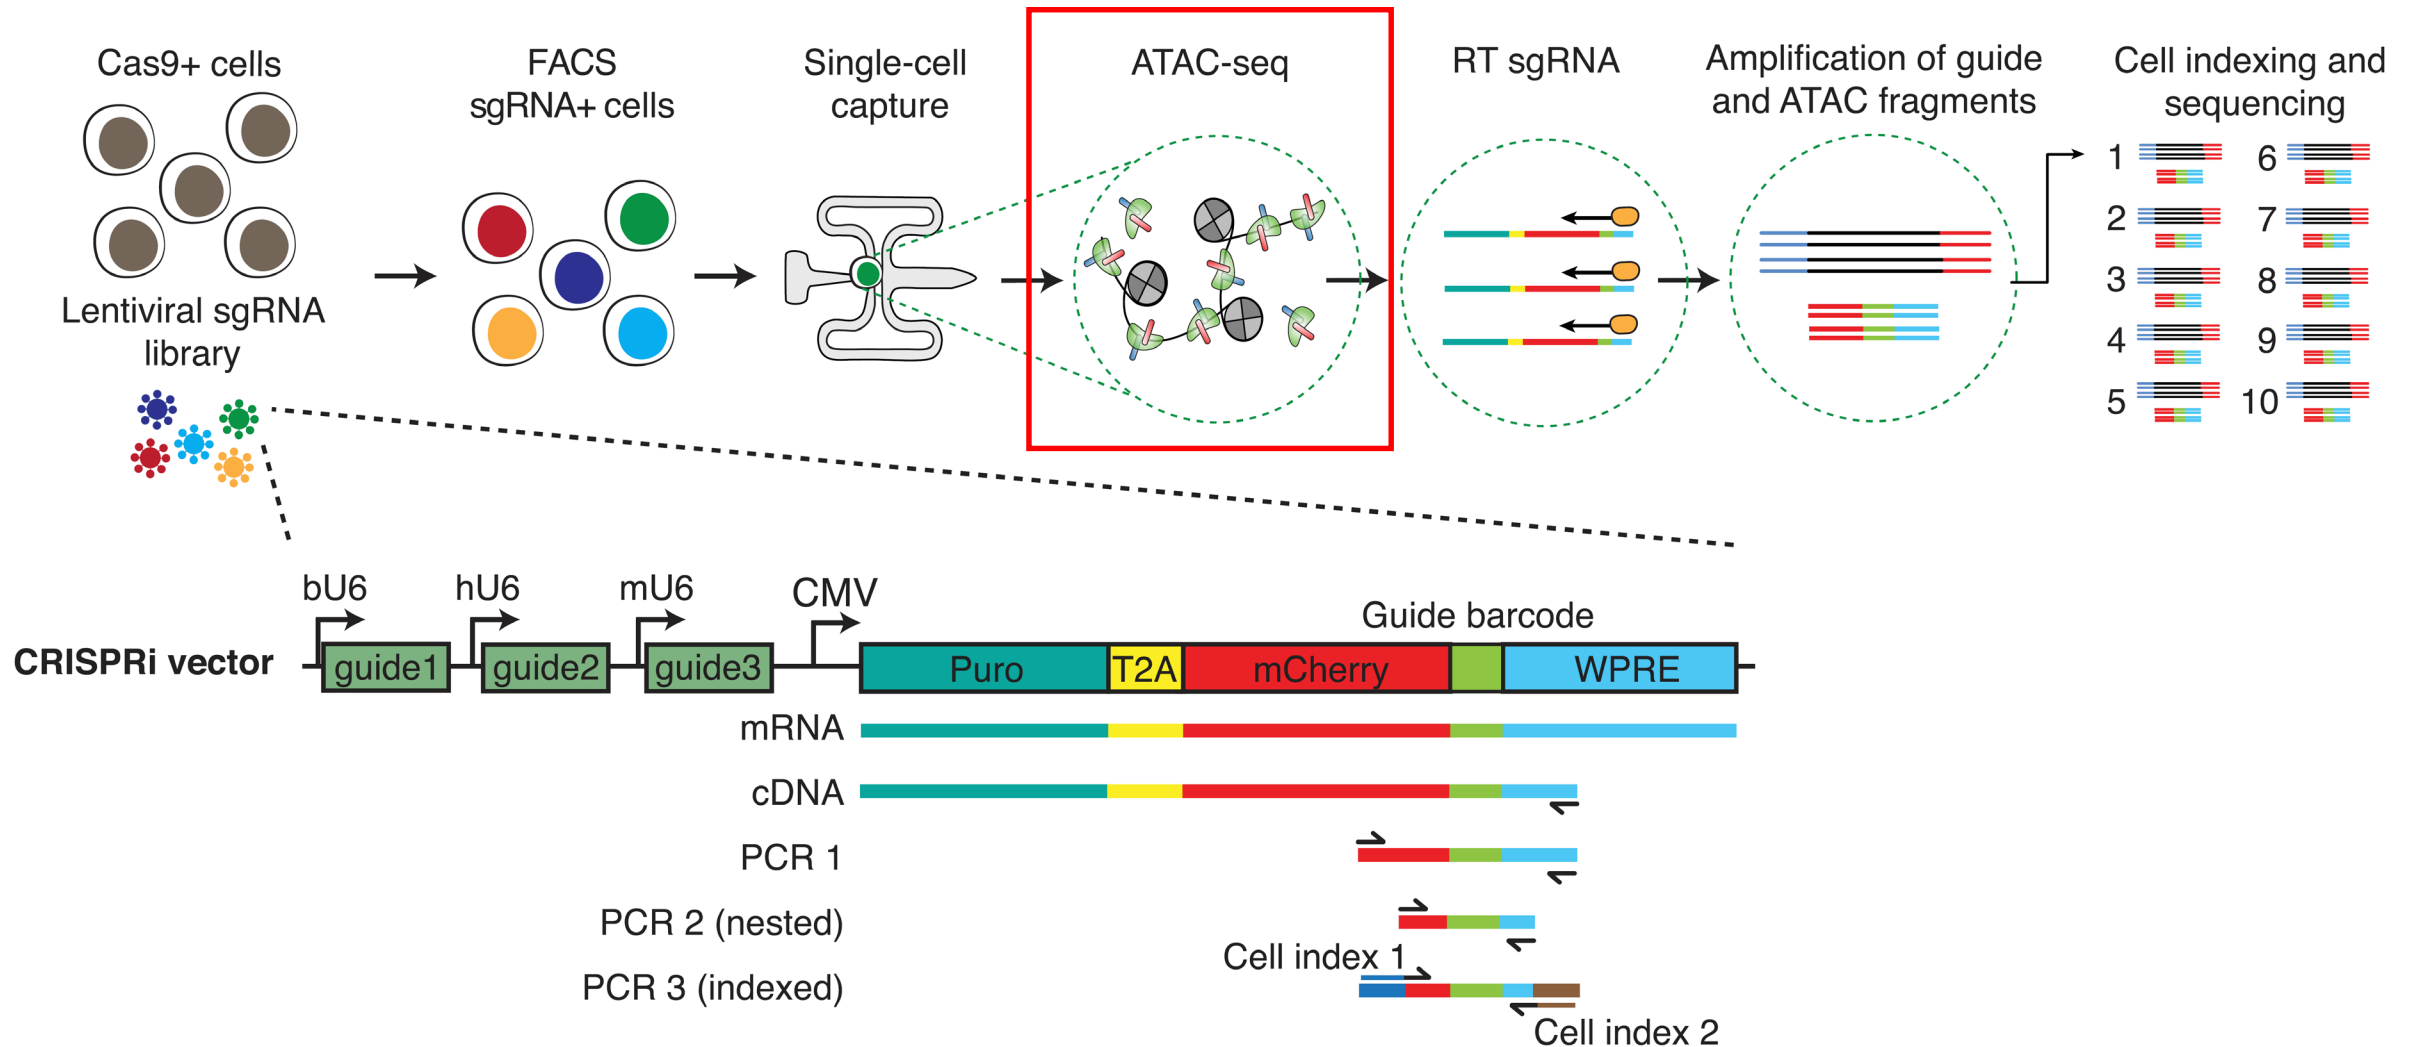 Cas9+ cells
Lentiviral sgRNA
library
FACS
sgRNA+ cells
Single-cell
capture
ATAC-seq
RT sgRNA
Amplification of guide
and ATAC fragments
Cell indexing and
sequencing
1
2
3
4
5
6
7
8
9
10
CRISPRi vector
bU6
guide1
hU6
guide2
mU6
guide3
CMV
Puro
T2A
mCherry
Guide barcode
WPRE
mRNA
cDNA
PCR 1
PCR 2 (nested)
Cell index 1
PCR 3 (indexed)
Cell index 2